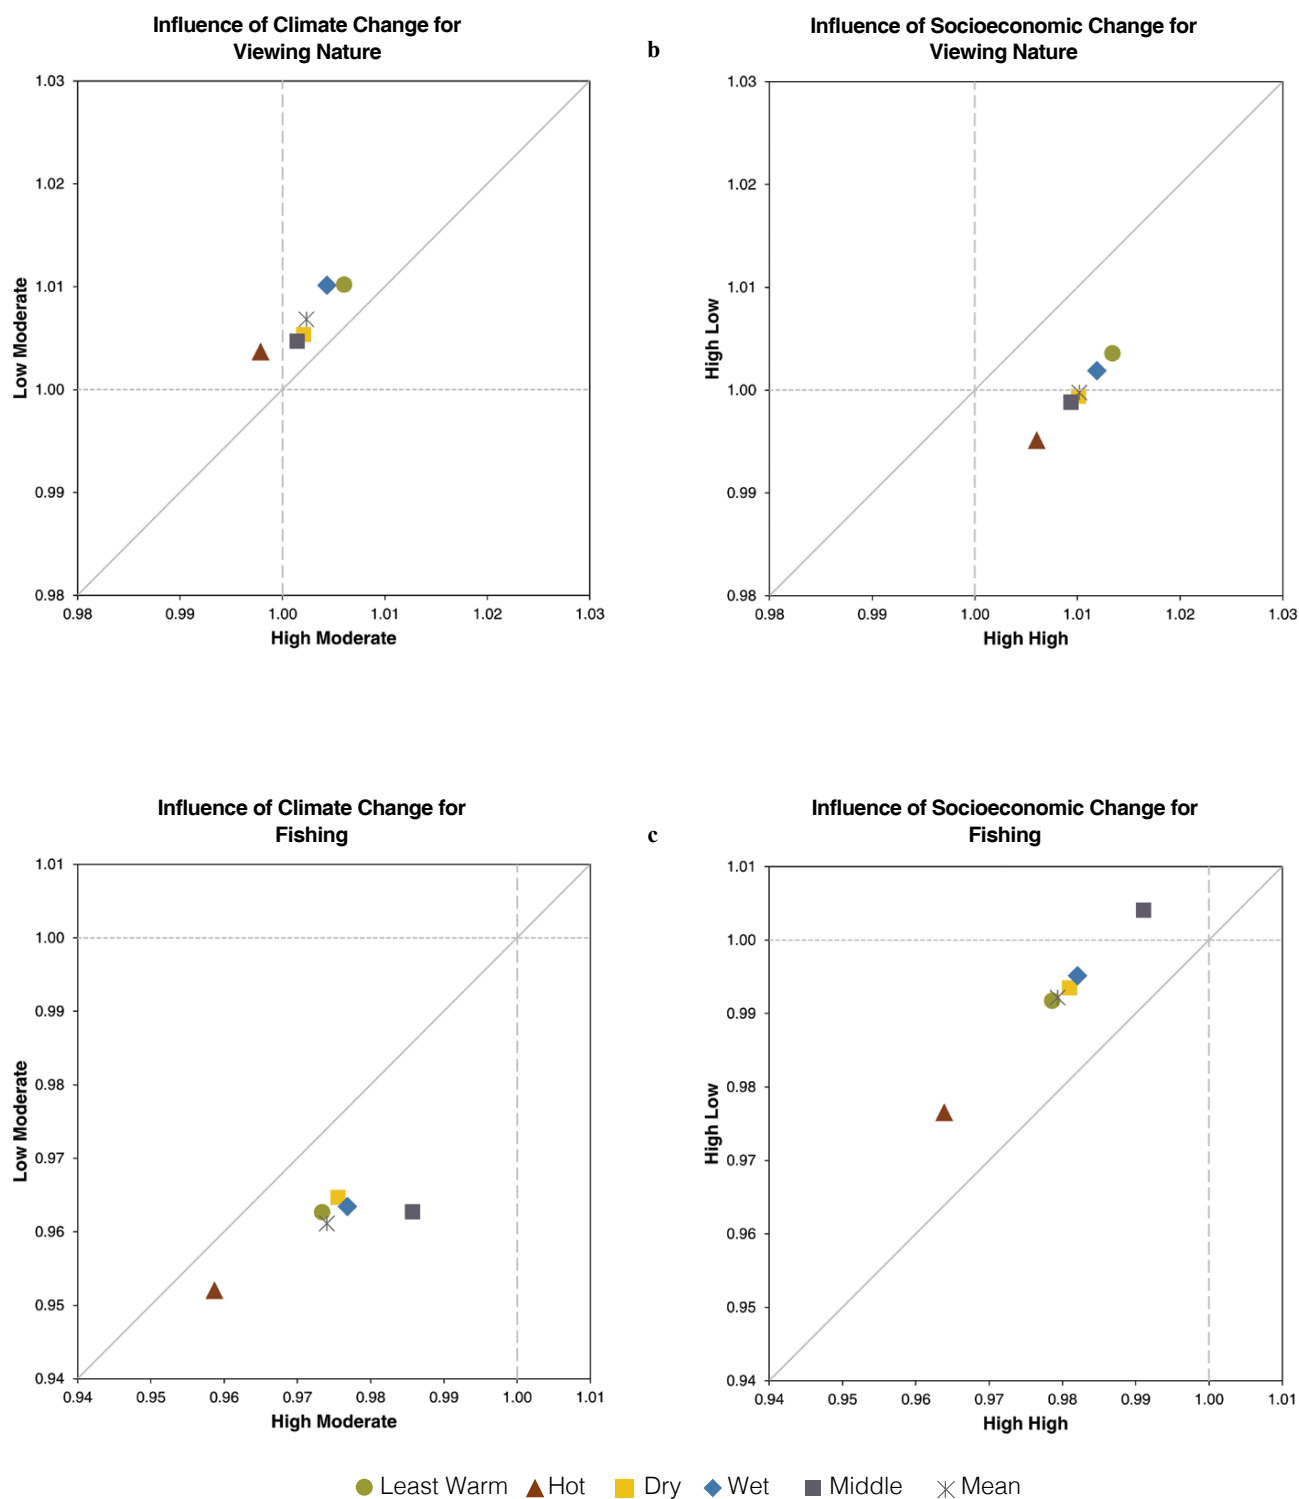 Influence of Climate Change for
Viewing Nature
1.03
1.02
1.01
1.00
0.99
0.98
Low Moderate
0.98 0.99 1.00 1.01 1.02 1.03
High Moderate
b
Influence of Socioeconomic Change for
Viewing Nature
1.03
1.02
1.01
1.00
0.99
0.98
High Low
0.98 0.99 1.00 1.01 1.02 1.03
High High
Influence of Climate Change for
Fishing
1.01
1.00
0.99
0.98
0.97
0.96
0.95
0.94
Low Moderate
0.94 0.95 0.96 0.97 0.98 0.99 1.00 1.01
High Moderate
c
Influence of Socioeconomic Change for
Fishing
1.01
1.00
0.99
0.98
0.97
0.96
0.95
0.94
High Low
0.94 0.95 0.96 0.97 0.98 0.99 1.00 1.01
High High
Least Warm Hot Dry Wet Middle Mean